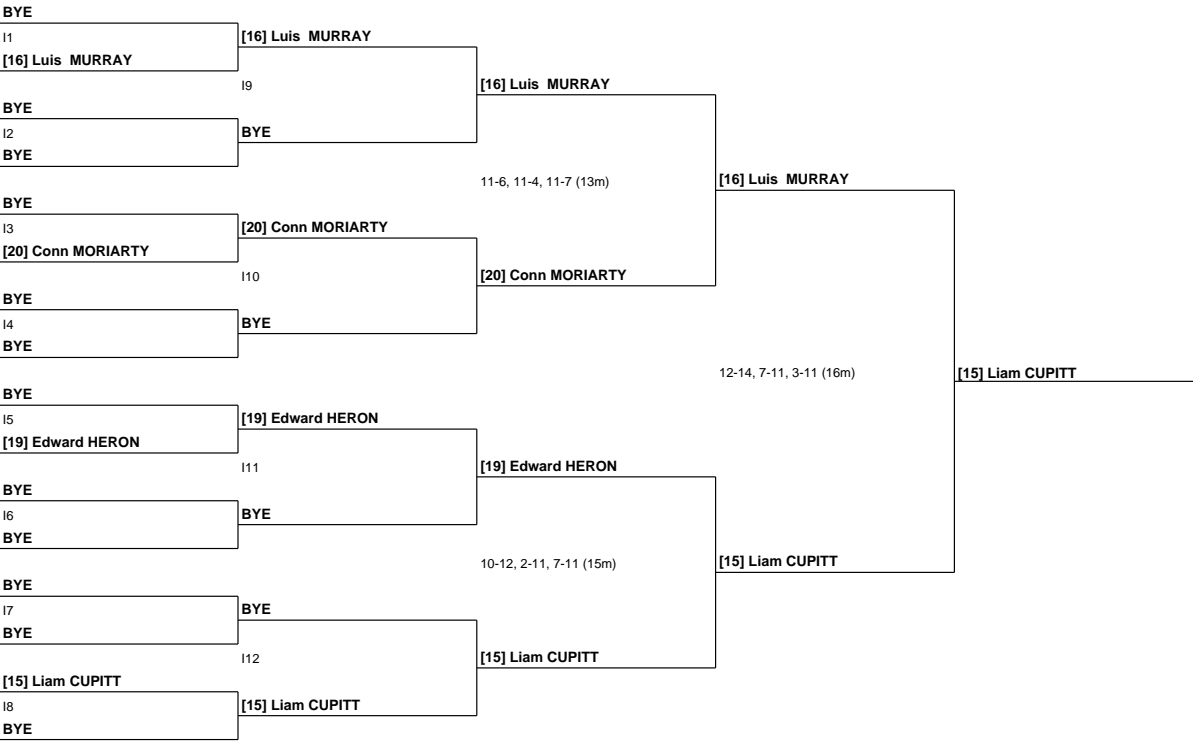 BYE
I1
[16] Luis  MURRAY
BYE
I2
BYE
BYE
I3
[20] Conn MORIARTY
BYE
I4
BYE
BYE
I5
[19] Edward HERON
BYE
I6
BYE
BYE
I7
BYE
[15] Liam CUPITT
I8
BYE
[16] Luis  MURRAY
I9
BYE
[20] Conn MORIARTY
I10
BYE
[19] Edward HERON
I11
BYE
BYE
I12
[15] Liam CUPITT
[16] Luis  MURRAY
11-6, 11-4, 11-7 (13m)
[20] Conn MORIARTY
[19] Edward HERON
10-12, 2-11, 7-11 (15m)
[15] Liam CUPITT
[16] Luis  MURRAY
12-14, 7-11, 3-11 (16m)
[15] Liam CUPITT
[15] Liam CUPITT